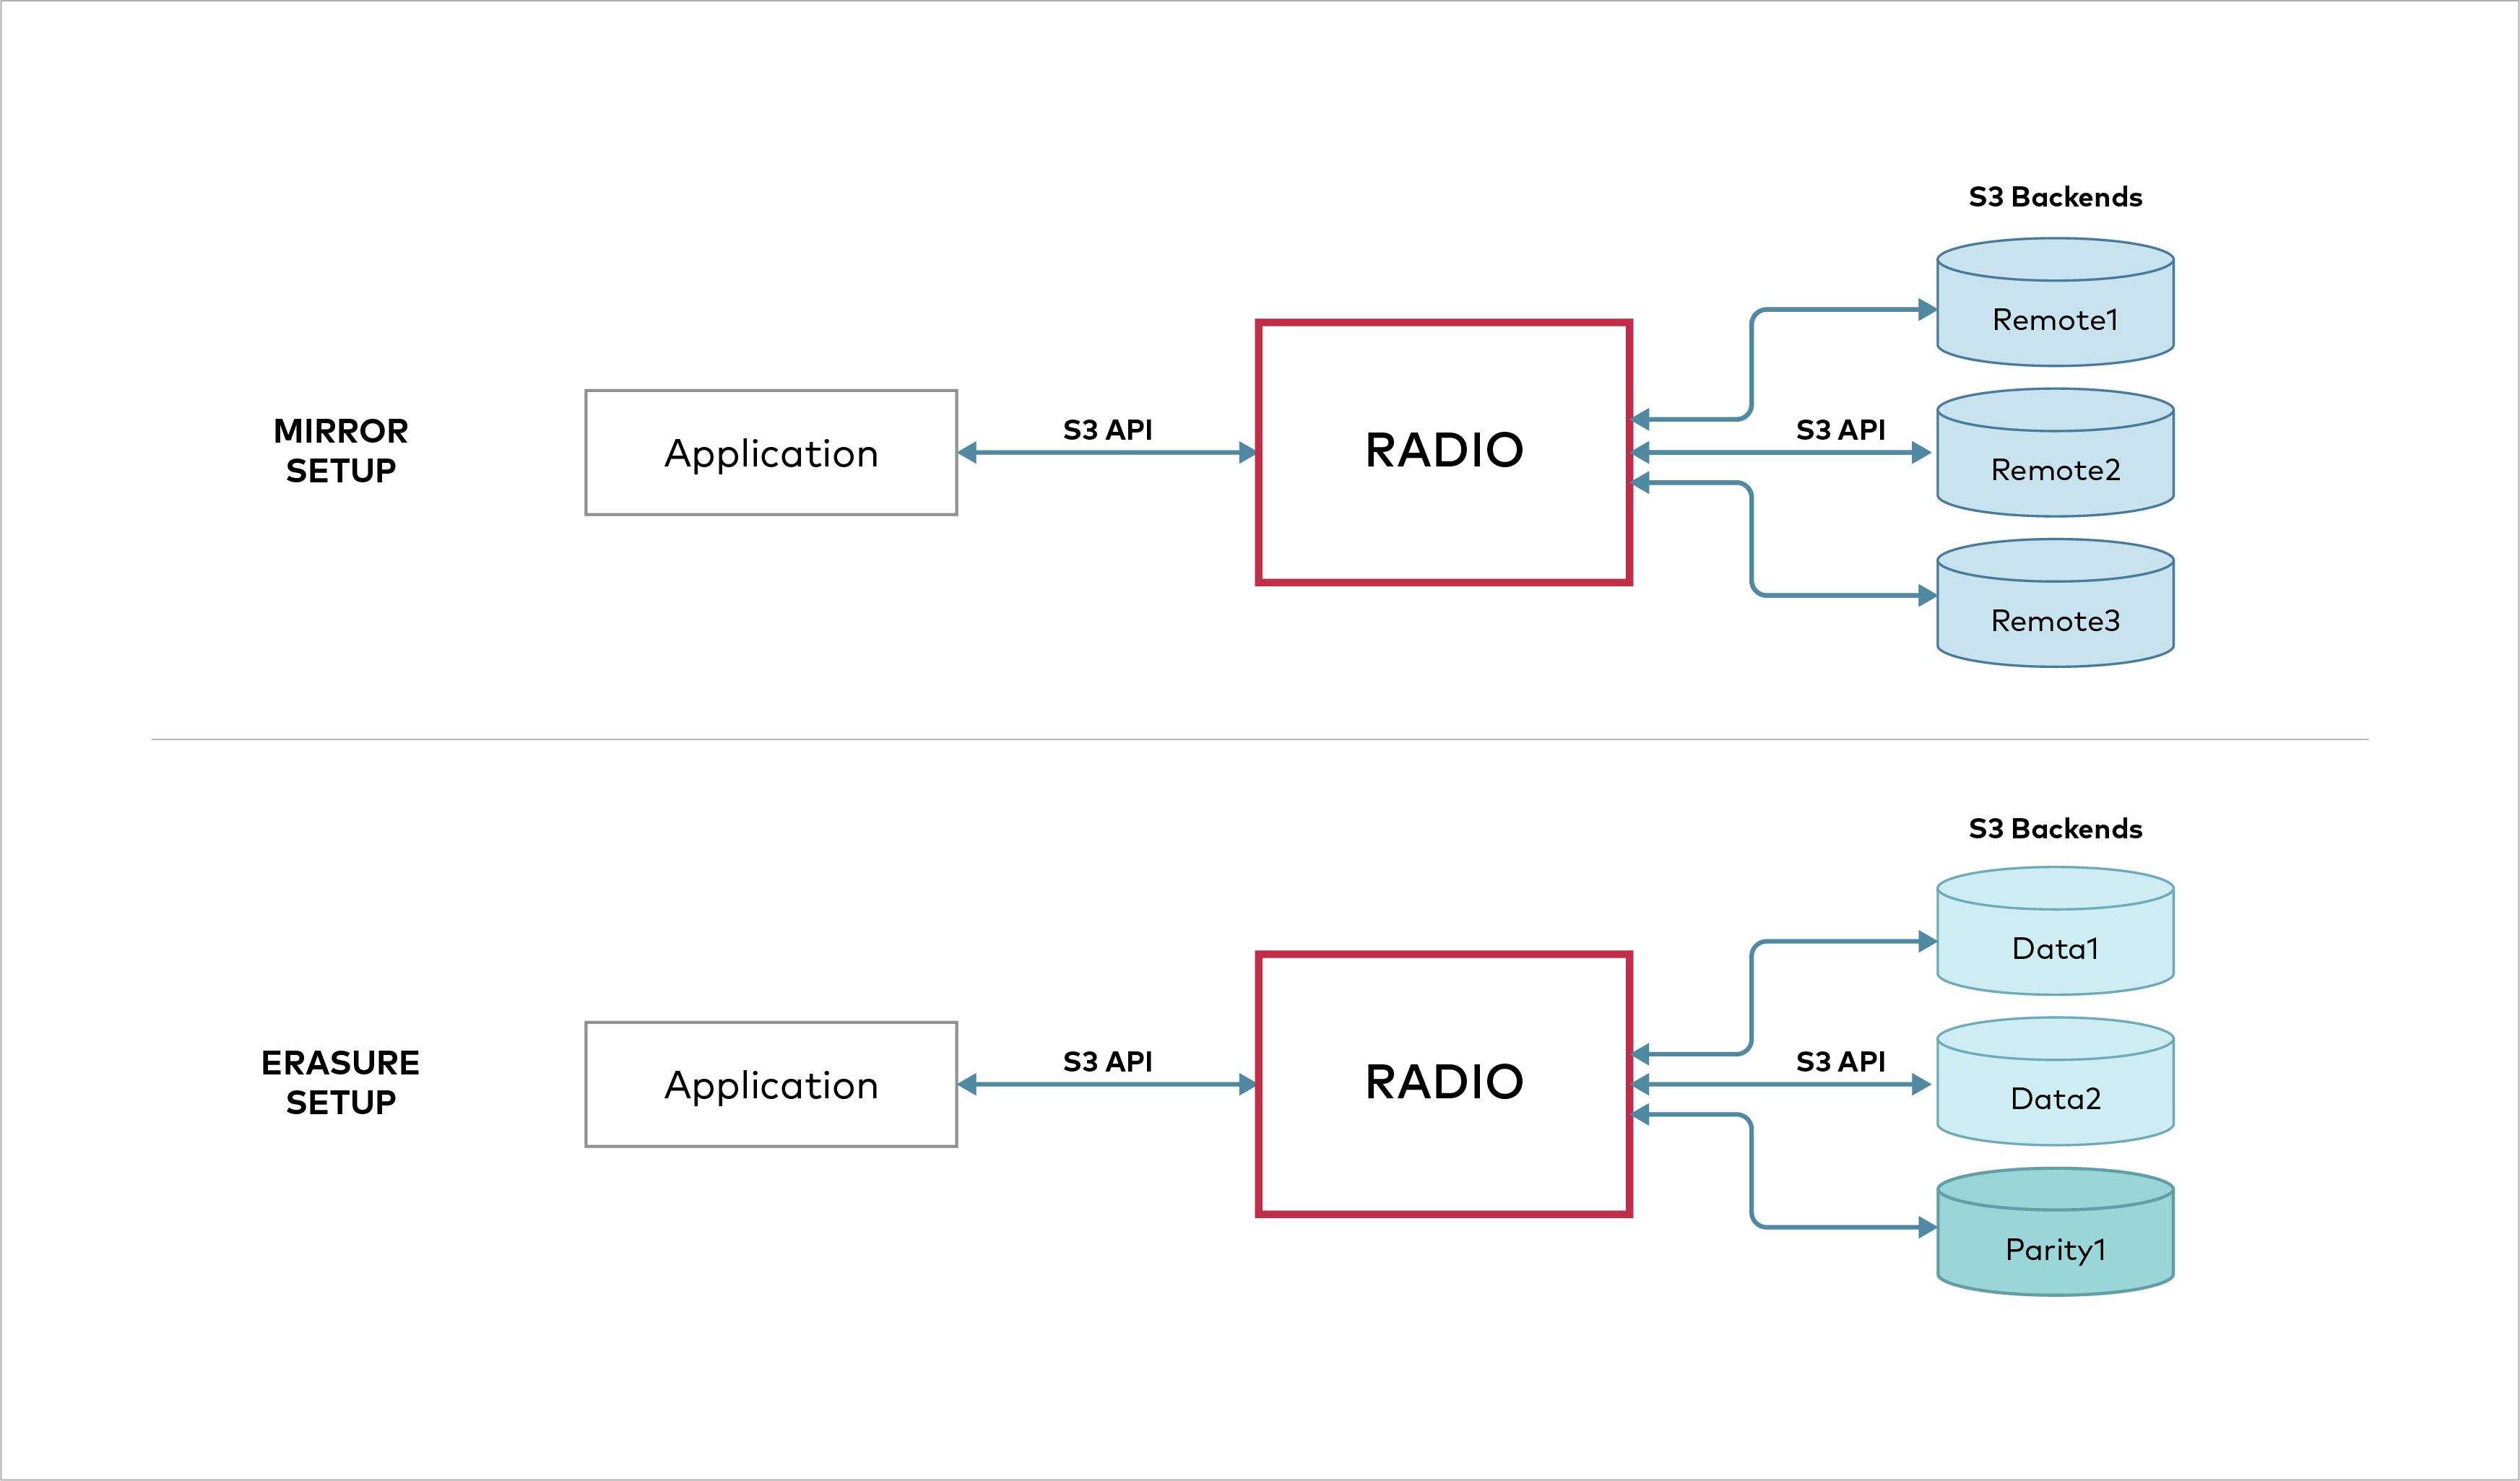 S3 Backends
Remote1
MIRROR
SETUP
Application
S3 API
RADIO
S3 API
Remote2
Remote3
S3 Backends
Data1
ERASURE
SETUP
Application
S3 API
RADIO
S3 API
Data2
Parity1